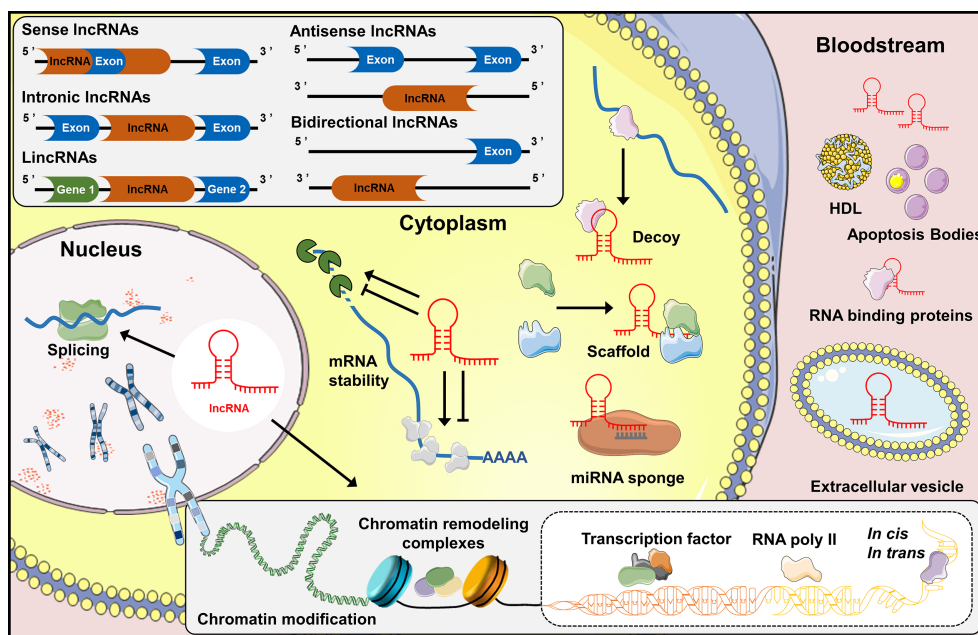 Sense lncRNAs
5 ’ lncRNA Exon Exon 3 ’
Intronic lncRNAs
5 ’ Exon lncRNA Exon 3 ’
LincRNAs
5 ’ Gene 1 lncRNA Gene 2 3 ’
Antisense lncRNAs
5 ’ Exon Exon 3 ’
3 ’ lncRNA 5 ’
Bidirectional lncRNAs
5 ’ Exon 3 ’
3 ’ lncRNA 5 ’
Nucleus
Splicing
lncRNA
Cytoplasm
mRNA
stability
AAAA
Decoy
Scaffold
miRNA sponge
Bloodstream
HDL
Apoptosis Bodies
RNA binding proteins
Extracellular vesicle
Chromatin modification
Chromatin remodeling
complexes
Transcription factor
RNA poly II
In cis
In trans